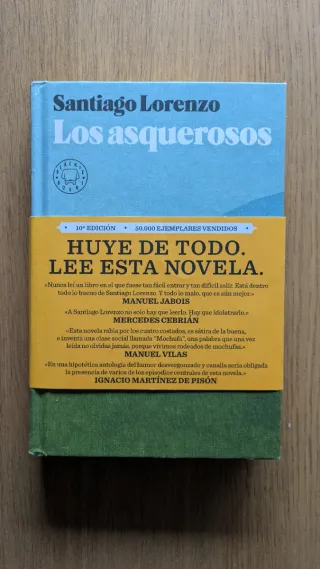 Santiago Lorenzo
Los asquerosos
BLACKIE BOOKS
10ª EDICIÓN 50.000 EJEMPLARES VENDIDOS
HUYE DE TODO.
LEE ESTA NOVELA.
«Nunca leí un libro en el que fuese tan fácil entrar y tan difícil salir. Está dentro
todo lo bueno de Santiago Lorenzo. Y todo lo malo, que es aún mejor.»
MANUEL JABOIS
«A Santiago Lorenzo no solo hay que leerlo. Hay que idolatrarlo.»
MERCEDES CEBRIÁN
«Esta novela rabia por los cuatro costados, es sátira de la buena,
e inventa una clase social llamada "Mochufa", una palabra que una vez
leída no olvidas jamás, porque vivimos rodeados de mochufas.»
MANUEL VILAS
«En una hipotética antología del humor desvergonzado y canalla sería obligada
la presencia de varios de los episodios centrales de esta novela.»
IGNACIO MARTÍNEZ DE PISÓN